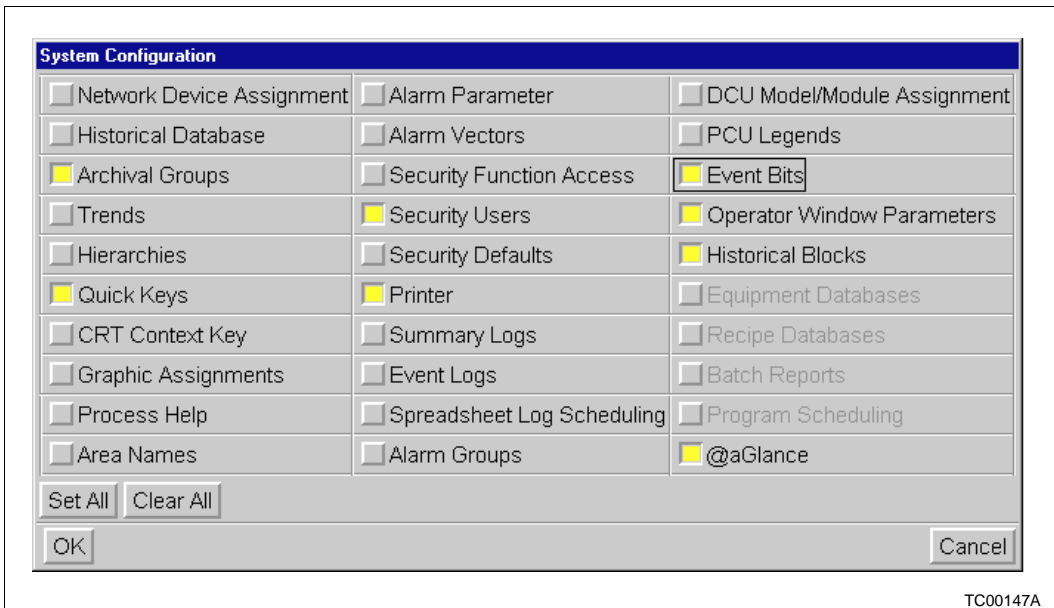 System Configuration
Network Device Assignment Alarm Parameter DCU Model/Module Assignment
Historical Database Alarm Vectors PCU Legends
Archival Groups Security Function Access Event Bits
Trends Security Users Operator Window Parameters
Hierarchies Security Defaults Historical Blocks
Quick Keys Printer Equipment Databases
CRT Context Key Summary Logs Recipe Databases
Graphic Assignments Event Logs Batch Reports
Process Help Spreadsheet Log Scheduling Program Scheduling
Area Names Alarm Groups @aGlance
Set All Clear All
OK Cancel
TC00147A